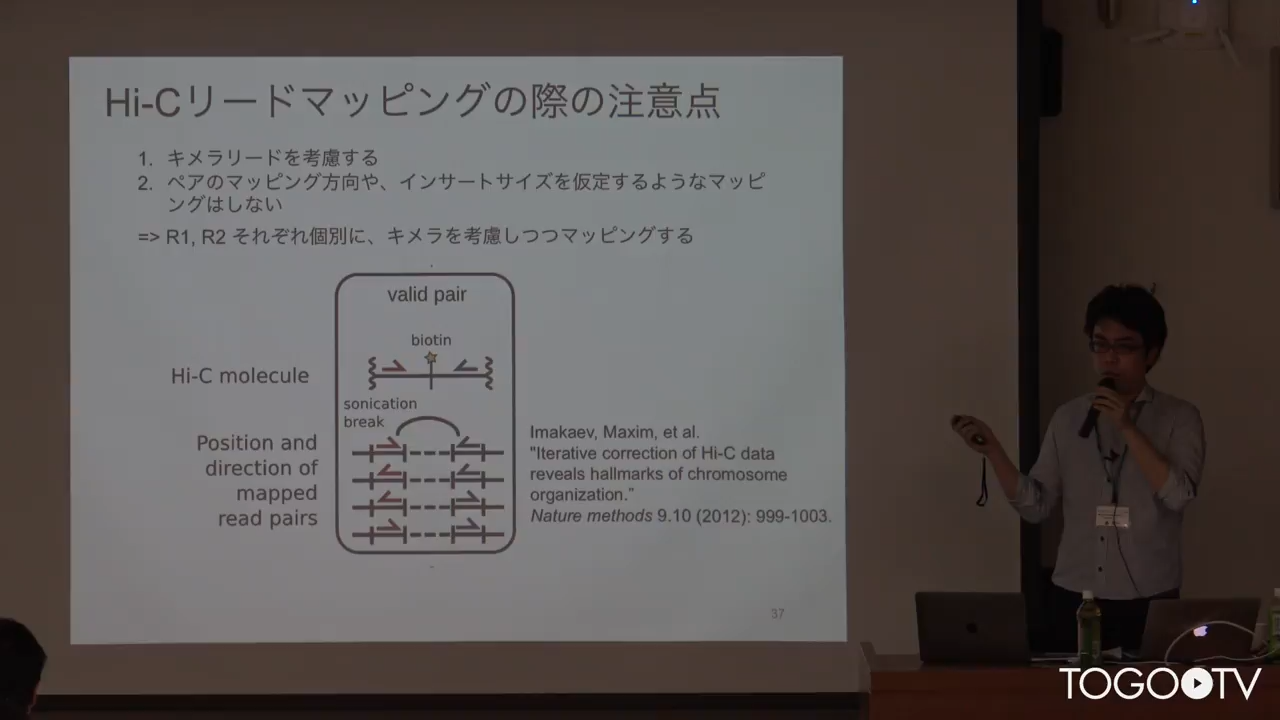 Hi-Cリードマッピングの際の注意点
1. キメラリードを考慮する
2. ペアのマッピング方向や、インサートサイズを仮定するようなマッピ
ングはしない
=> R1, R2 それぞれ個別に、キメラを考慮しつつマッピングする
valid pair
biotin
Hi-C molecule
sonication
break
Position and
direction of
mapped
read pairs
Imakaev, Maxim, et al.
"Iterative correction of Hi-C data
reveals hallmarks of chromosome
organization."
Nature methods 9.10 (2012): 999-1003.
37
TOGOTV